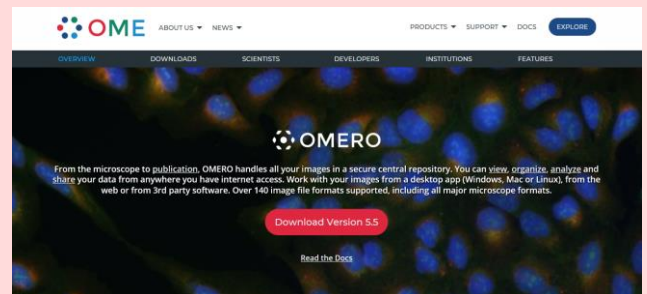 OME ABOUT US NEWS PRODUCTS SUPPORT DOCS EXPLORE
OVERVIEW DOWNLOADS SCIENTISTS DEVELOPERS INSTITUTIONS FEATURES
OMERO
From the microscope to publication, OMERO handles all your images in a secure central repository. You can view, organize, analyze and
share your data from anywhere you have internet access. Work with your images from a desktop app (Windows, Mac or Linux), from the
web or from 3rd party software. Over 140 image file formats supported, including all major microscope formats.
Download Version 5.5
Read the Docs